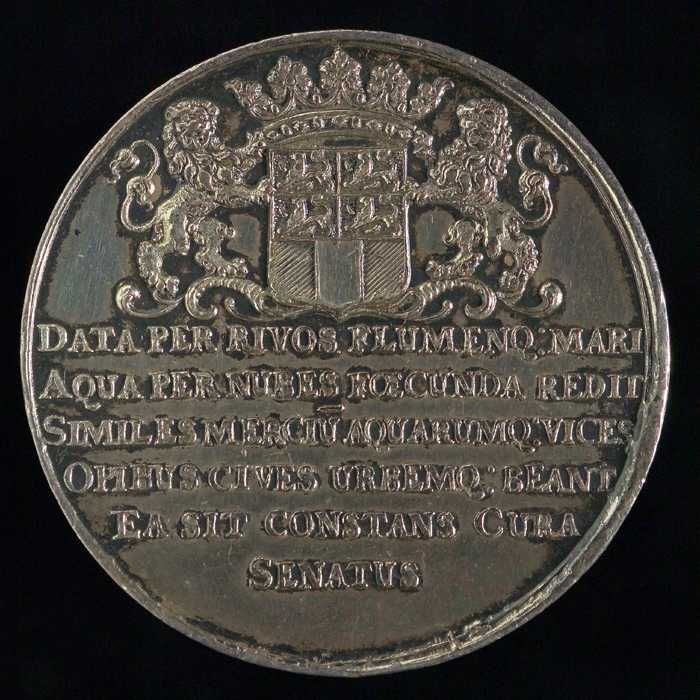 DATA PER RIVOS FLUMENQ: MARI
AQUA PER NUBES FŒCUNDA REDIT
SIMILES MERCIŪ AQUARUMQ: VICES
OPIBUS CIVES URBEMQ: BEANT
EA SIT CONSTANS CURA
SENATUS